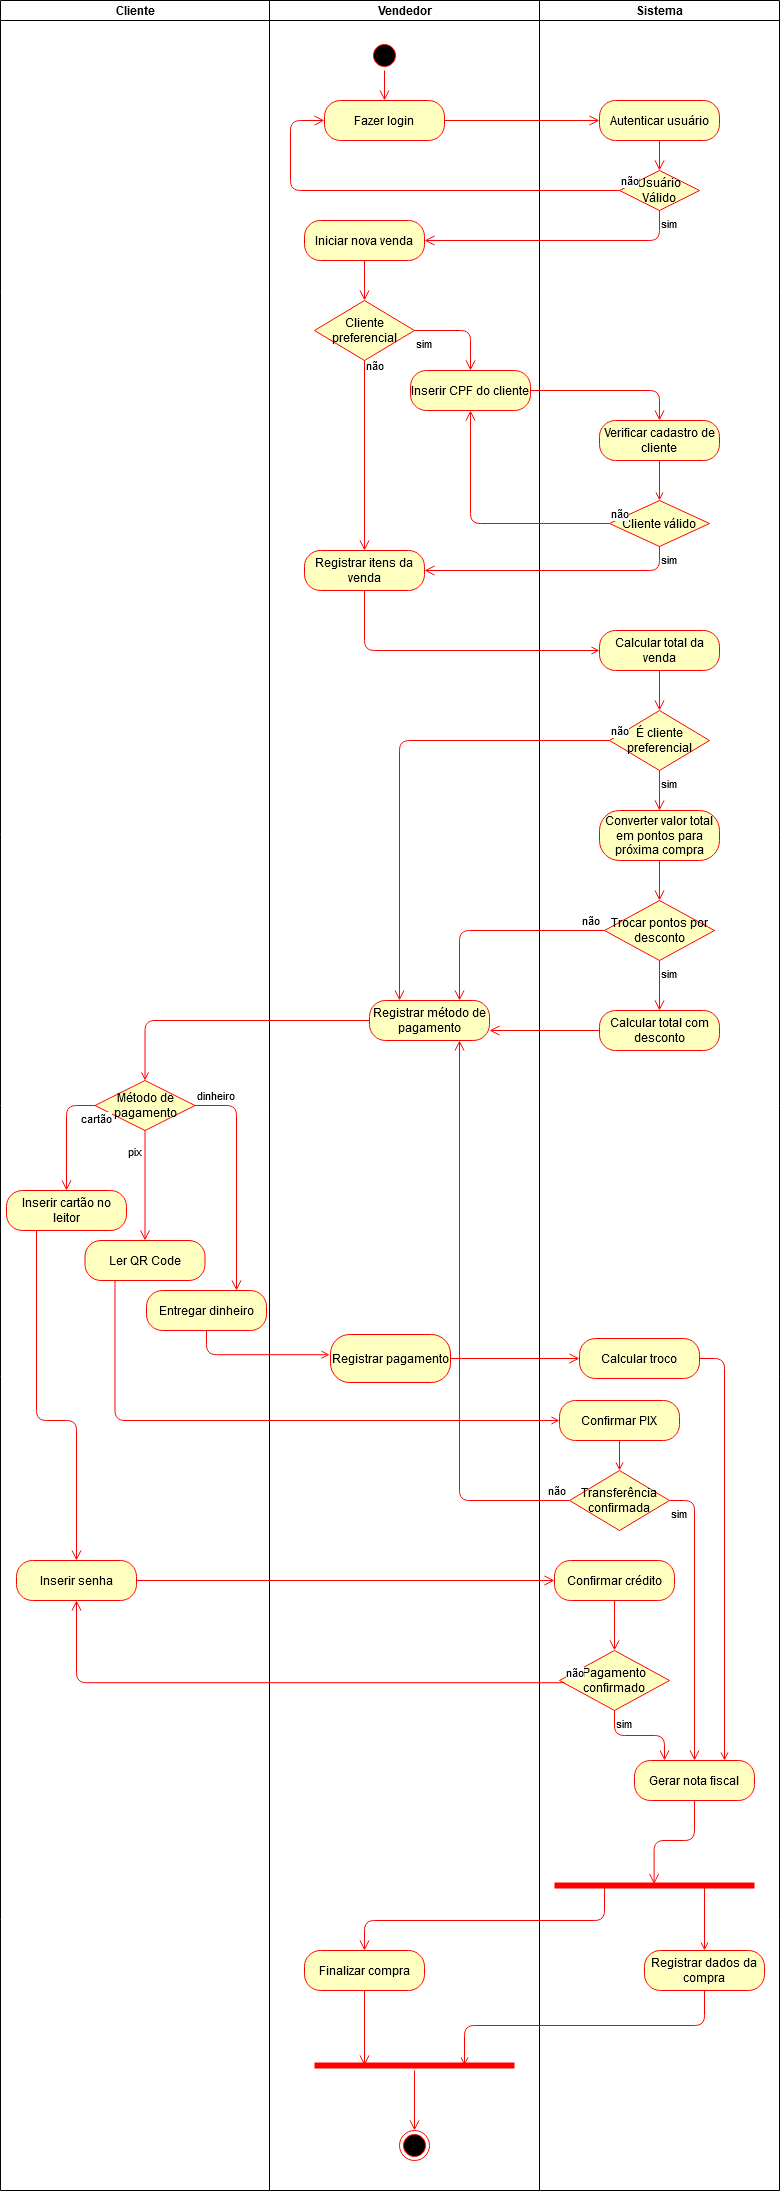 Cliente
Vendedor
Sistema
Fazer login
Autenticar usuário
não
Usuário
Válido
sim
Iniciar nova venda
Cliente
preferencial
sim
não
Inserir CPF do cliente
Verificar cadastro de
cliente
não
Cliente válido
sim
Registrar itens da
venda
Calcular total da
venda
não
É cliente
preferencial
sim
Converter valor total
em pontos para
próxima compra
não
Trocar pontos por
desconto
sim
Registrar método de
pagamento
Calcular total com
desconto
Método de
pagamento
dinheiro
cartão
pix
Inserir cartão no
leitor
Ler QR Code
Entregar dinheiro
Registrar pagamento
Calcular troco
Confirmar PIX
não
Transferência
confirmada
sim
Inserir senha
Confirmar crédito
não
Pagamento
confirmado
sim
Gerar nota fiscal
Finalizar compra
Registrar dados da
compra